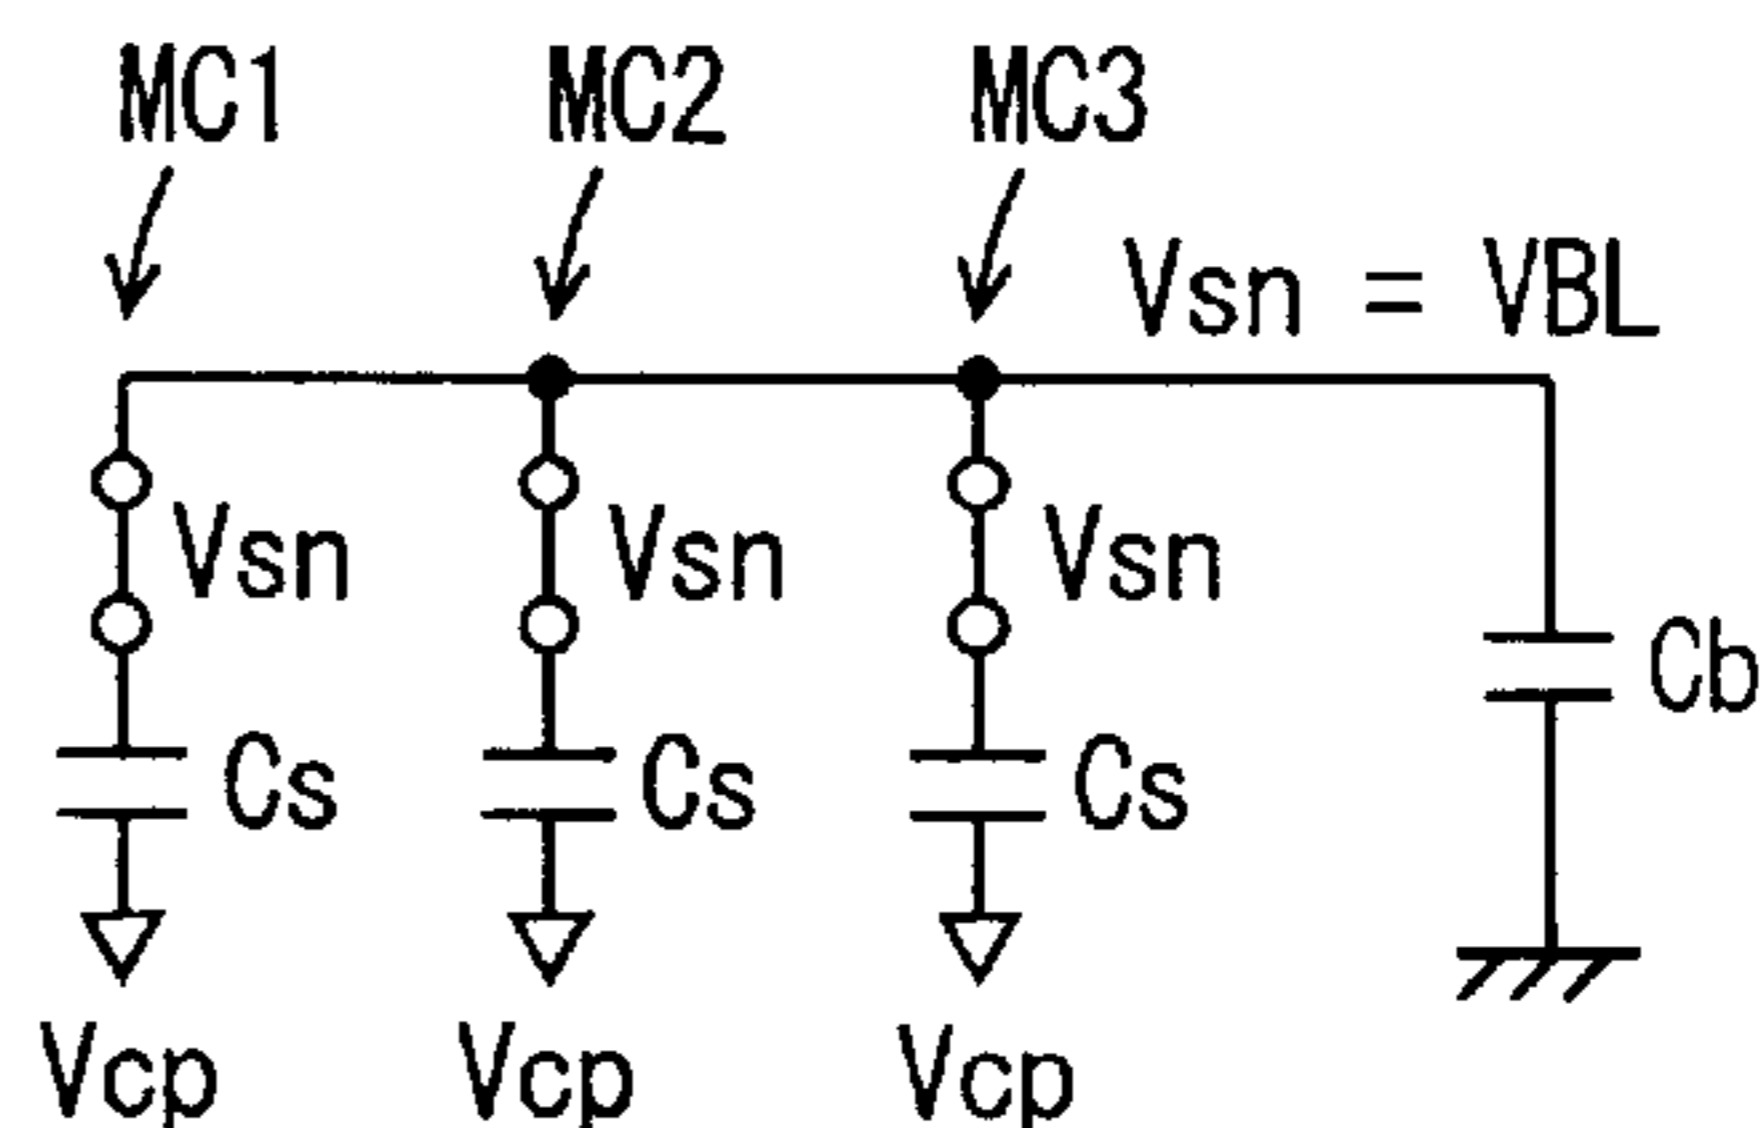 MC1 MC2 MC3
Vsn = VBL
Vsn Vsn Vsn
Cb
Cs Cs Cs
Vcp Vcp Vcp